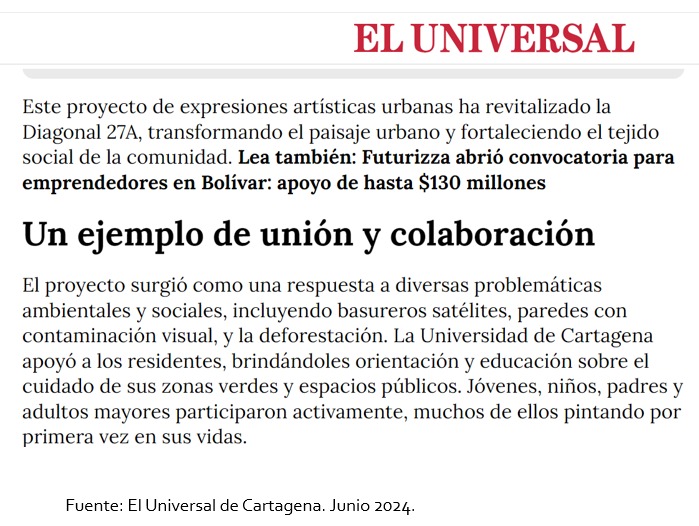 EL UNIVERSAL
Este proyecto de expresiones artísticas urbanas ha revitalizado la
Diagonal 27A, transformando el paisaje urbano y fortaleciendo el tejido
social de la comunidad. Lea también: Futurizza abrió convocatoria para
emprendedores en Bolívar: apoyo de hasta $130 millones
Un ejemplo de unión y colaboración
El proyecto surgió como una respuesta a diversas problemáticas
ambientales y sociales, incluyendo basureros satélites, paredes con
contaminación visual, y la deforestación. La Universidad de Cartagena
apoyó a los residentes, brindándoles orientación y educación sobre el
cuidado de sus zonas verdes y espacios públicos. Jóvenes, niños, padres y
adultos mayores participaron activamente, muchos de ellos pintando por
primera vez en sus vidas.
Fuente: El Universal de Cartagena. Junio 2024.